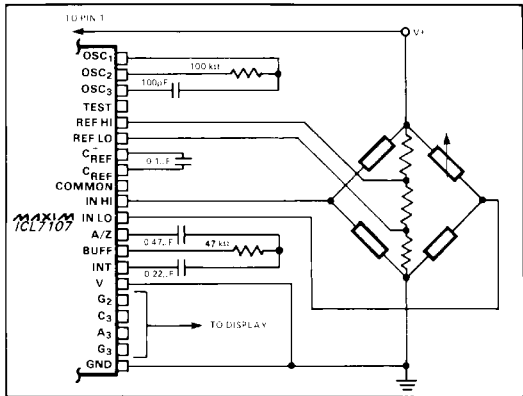 TO PIN 1
V+
OSC1
OSC2
100 kΩ
OSC3
100pF
TEST
REF HI
REF LO
CREF
0.1µF
CREF
COMMON
IN HI
MAXIM
ICL7107
IN LO
A/Z
0.47µF
BUFF
47 kΩ
INT
0.22µF
V
G2
C3
TO DISPLAY
A3
G3
GND